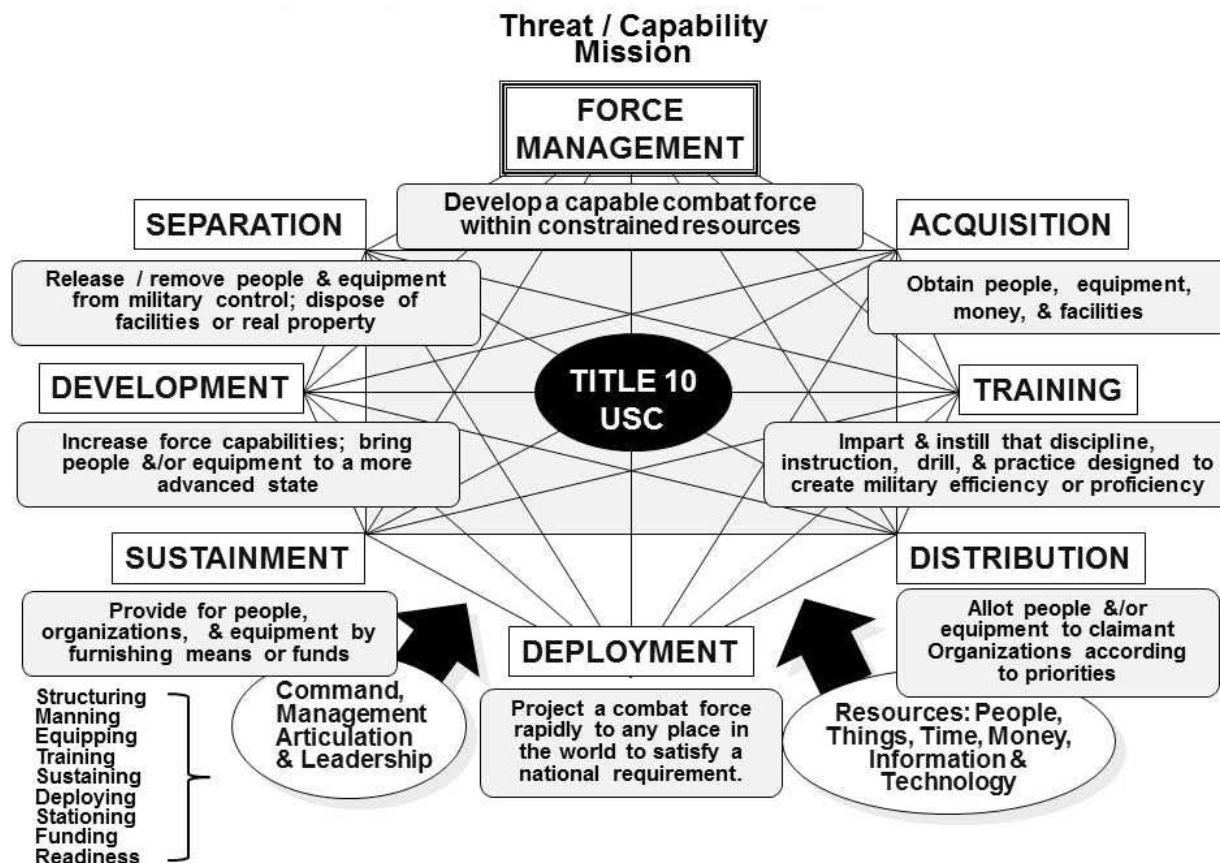 Threat / Capability
Mission
FORCE
MANAGEMENT
Develop a capable combat force
within constrained resources
SEPARATION
Release / remove people & equipment
from military control; dispose of
facilities or real property
ACQUISITION
Obtain people, equipment,
money, & facilities
TITLE 10
USC
DEVELOPMENT
Increase force capabilities; bring
people &/or equipment to a more
advanced state
TRAINING
Impart & instill that discipline,
instruction, drill, & practice designed to
create military efficiency or proficiency
SUSTAINMENT
Provide for people,
organizations, & equipment by
furnishing means or funds
DISTRIBUTION
Allot people &/or
equipment to claimant
Organizations according
to priorities
DEPLOYMENT
Project a combat force
rapidly to any place in
the world to satisfy a
national requirement.
Structuring
Manning
Equipping
Training
Sustaining
Deploying
Stationing
Funding
Readiness
Command,
Management
Articulation
& Leadership
Resources: People,
Things, Time, Money,
Information &
Technology